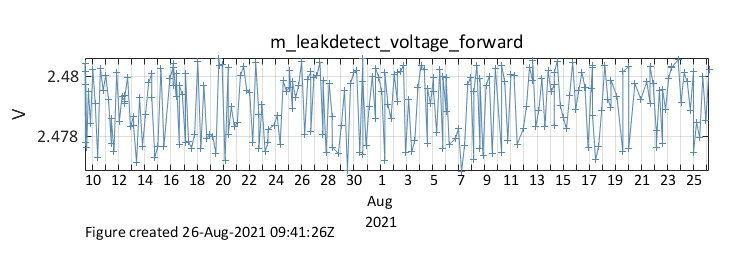 m_leakdetect_voltage_forward
2.48
2.478
V
10 12 14 16 18 20 22 24 26 28 30 1 3 5 7 9 11 13 15 17 19 21 23 25
Aug
2021
Figure created 26-Aug-2021 09:41:26Z